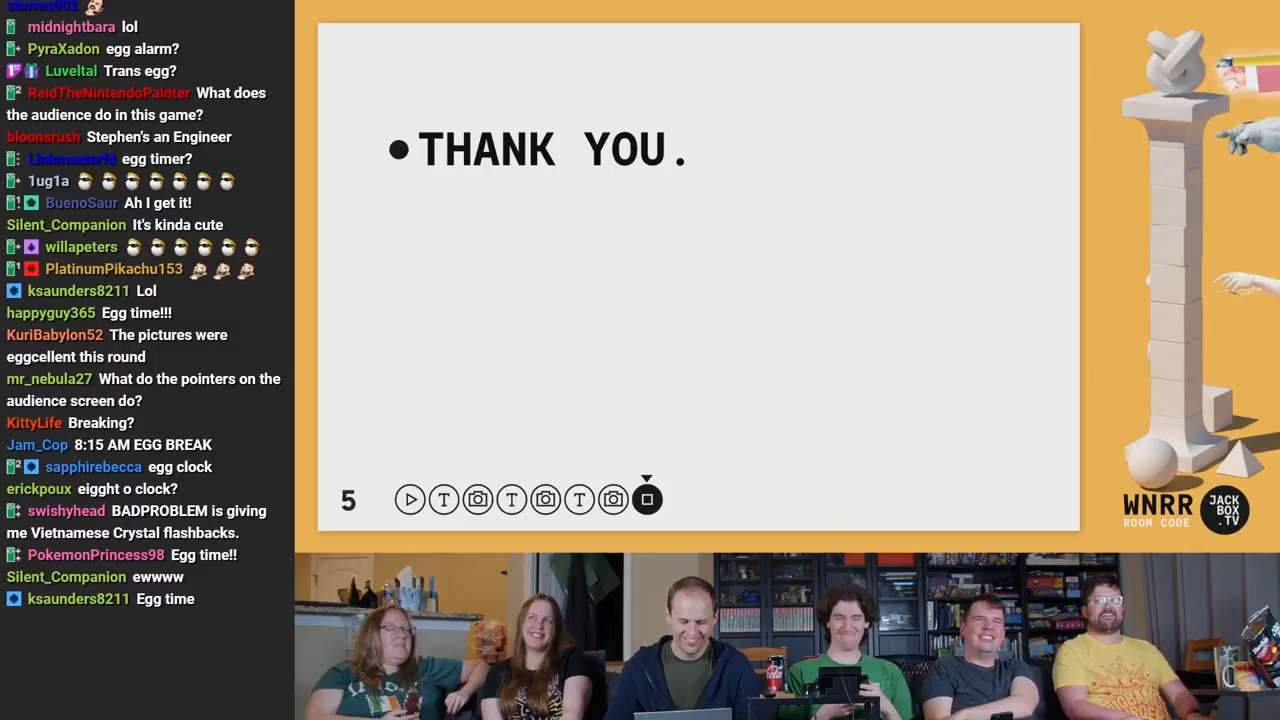 storms002
midnightbara lol
PyraXadon egg alarm?
Luveltal Trans egg?
ReidTheNintendoPainter What does
the audience do in this game?
bloonsrush Stephen's an Engineer
Linkmasterfd egg timer?
1ug1a
BuenoSaur Ah I get it!
Silent_Companion It's kinda cute
willapeters
PlatinumPikachu153
ksaunders8211 Lol
happyguy365 Egg time!!!
KuriBabylon52 The pictures were
eggcellent this round
mr_nebula27 What do the pointers on the
audience screen do?
KittyLife Breaking?
Jam_Cop 8:15 AM EGG BREAK
sapphirebecca egg clock
erickpoux eigght o clock?
swishyhead BADPROBLEM is giving
me Vietnamese Crystal flashbacks.
PokemonPrincess98 Egg time!!
Silent_Companion ewwww
ksaunders8211 Egg time
• THANK YOU.
5
T T T
WNRR
ROOM CODE
JACK
BOX
.TV